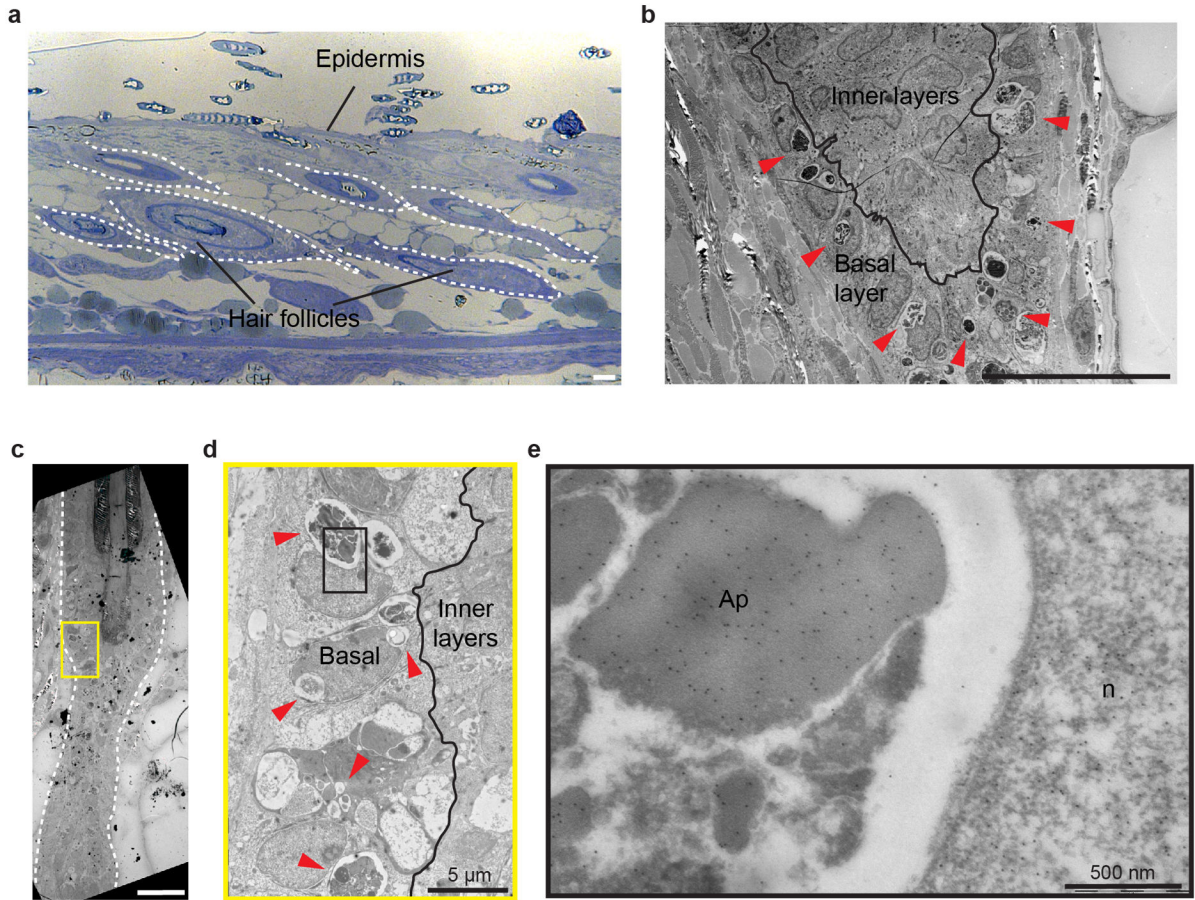 a
Epidermis
Hair follicles
b
Inner layers
Basal
layer
c
d
Inner
layers
Basal
5 µm
e
Ap
n
500 nm